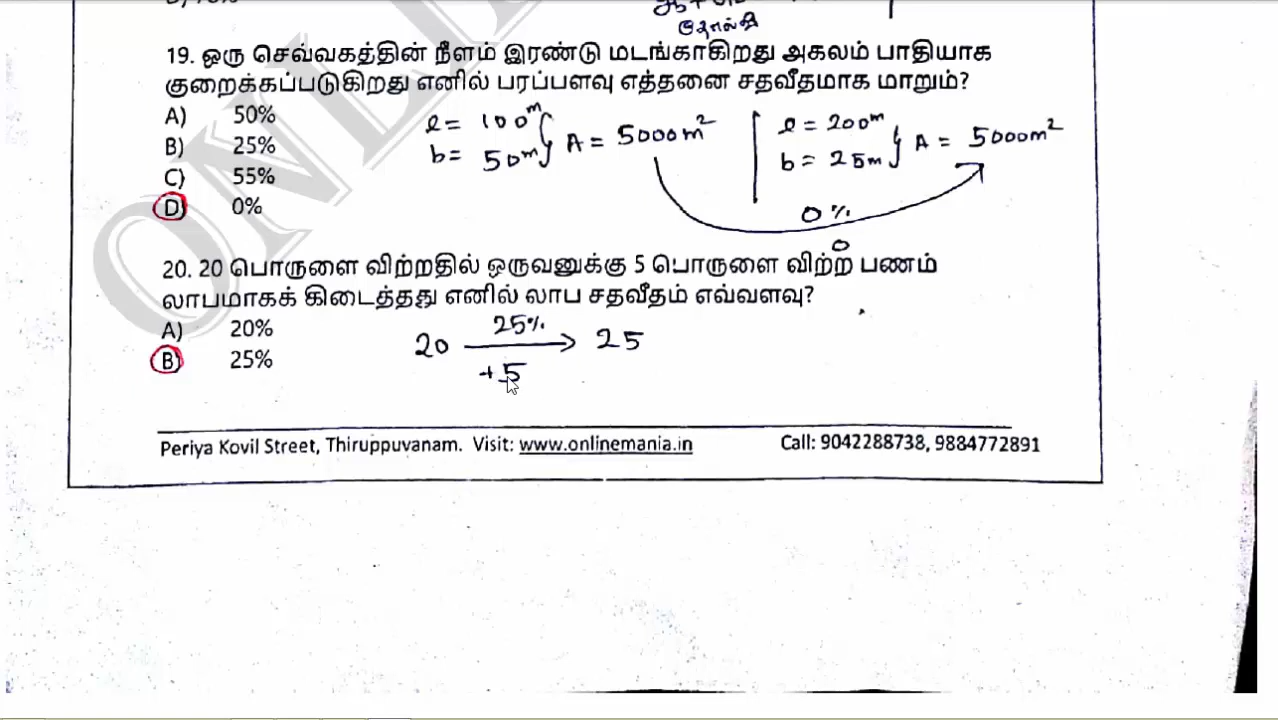 19. ஒரு செவ்வகத்தின் நீளம் இரண்டு மடங்காகிறது அகலம் பாதியாக
குறைக்கப்படுகிறது எனில் பரப்பளவு எத்தனை சதவீதமாக மாறும்?
A) 50%
B) 25%
C) 55%
D) 0%
l = 100m
b = 50m
A = 5000m²
l = 200m
b = 25m
A = 5000m²
0%
20. 20 பொருளை விற்றதில் ஒருவனுக்கு 5 பொருளை விற்ற பணம்
லாபமாகக் கிடைத்தது எனில் லாப சதவீதம் எவ்வளவு?
A) 20%
B) 25%
20 25% 25
+5
Periya Kovil Street, Thiruppuvanam. Visit: www.onlinemania.in Call: 9042288738, 9884772891